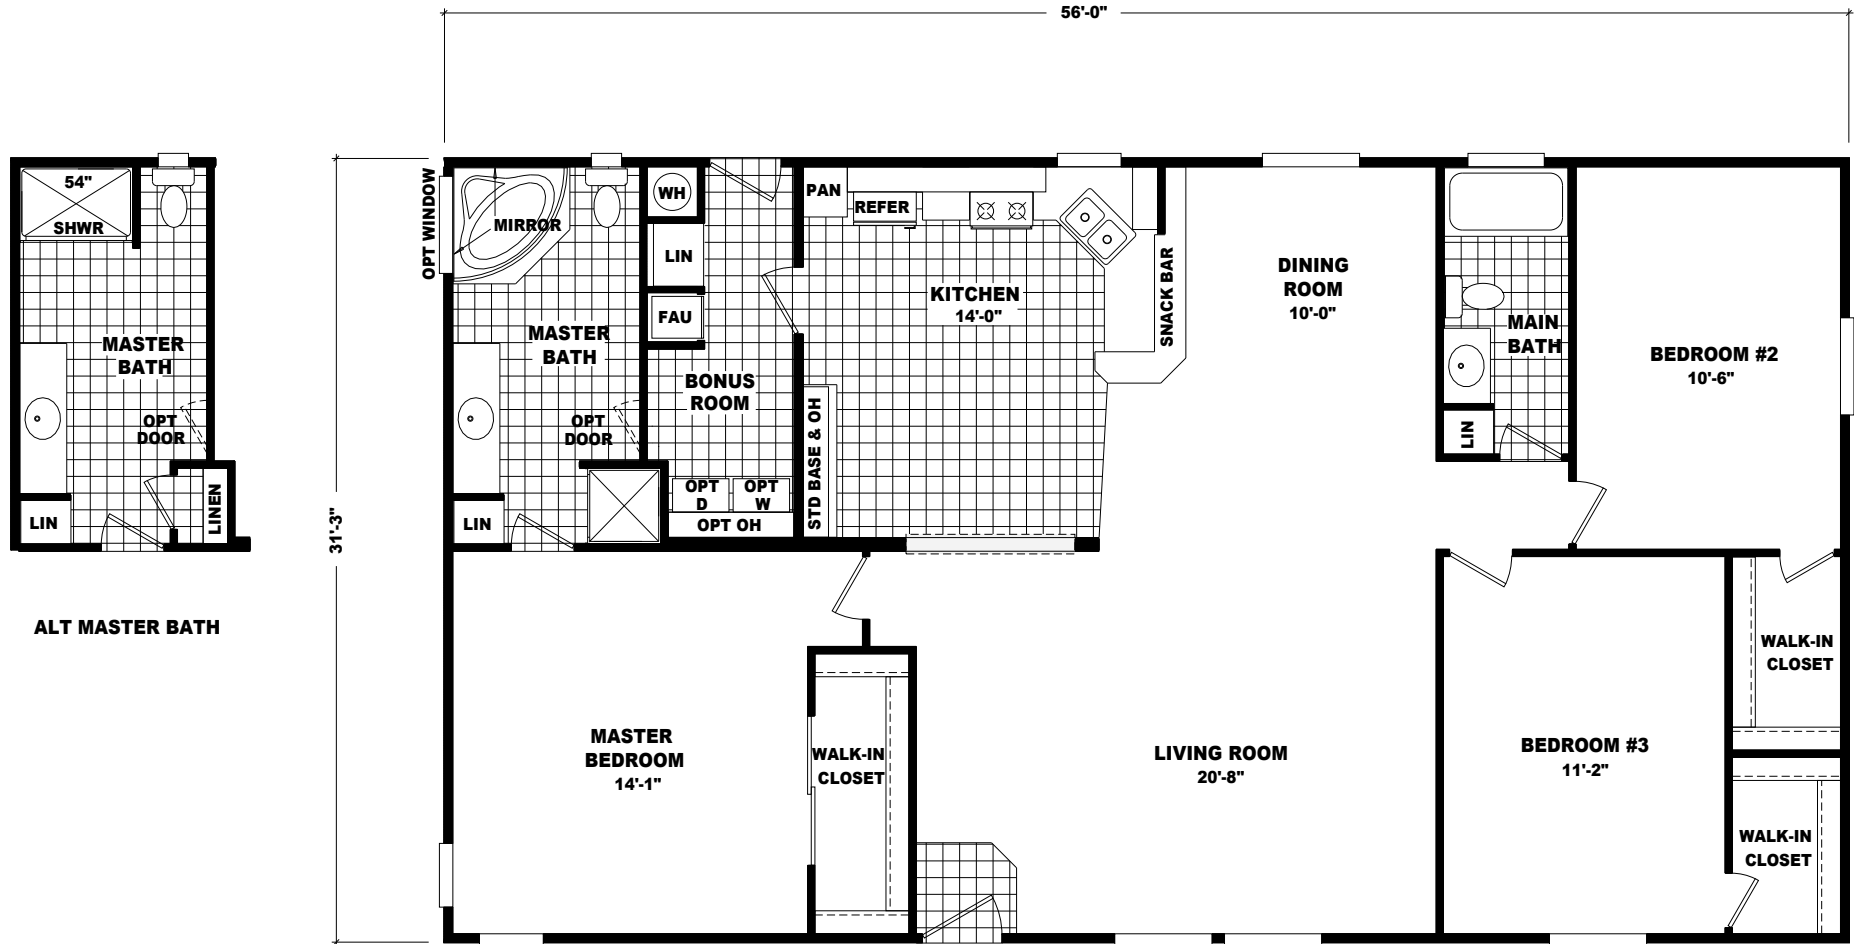 56'-0"
31'-3"
54"
SHWR
MASTER
BATH
OPT
DOOR
LIN
LINEN
ALT MASTER BATH
OPT WINDOW
MIRROR
MASTER
BATH
OPT
DOOR
LIN
WH
LIN
FAU
BONUS
ROOM
OPT
D
OPT
W
OPT OH
PAN
REFER
KITCHEN
14'-0"
STD BASE & OH
SNACK BAR
DINING
ROOM
10'-0"
MAIN
BATH
LIN
BEDROOM #2
10'-6"
WALK-IN
CLOSET
MASTER
BEDROOM
14'-1"
WALK-IN
CLOSET
LIVING ROOM
20'-8"
BEDROOM #3
11'-2"
WALK-IN
CLOSET